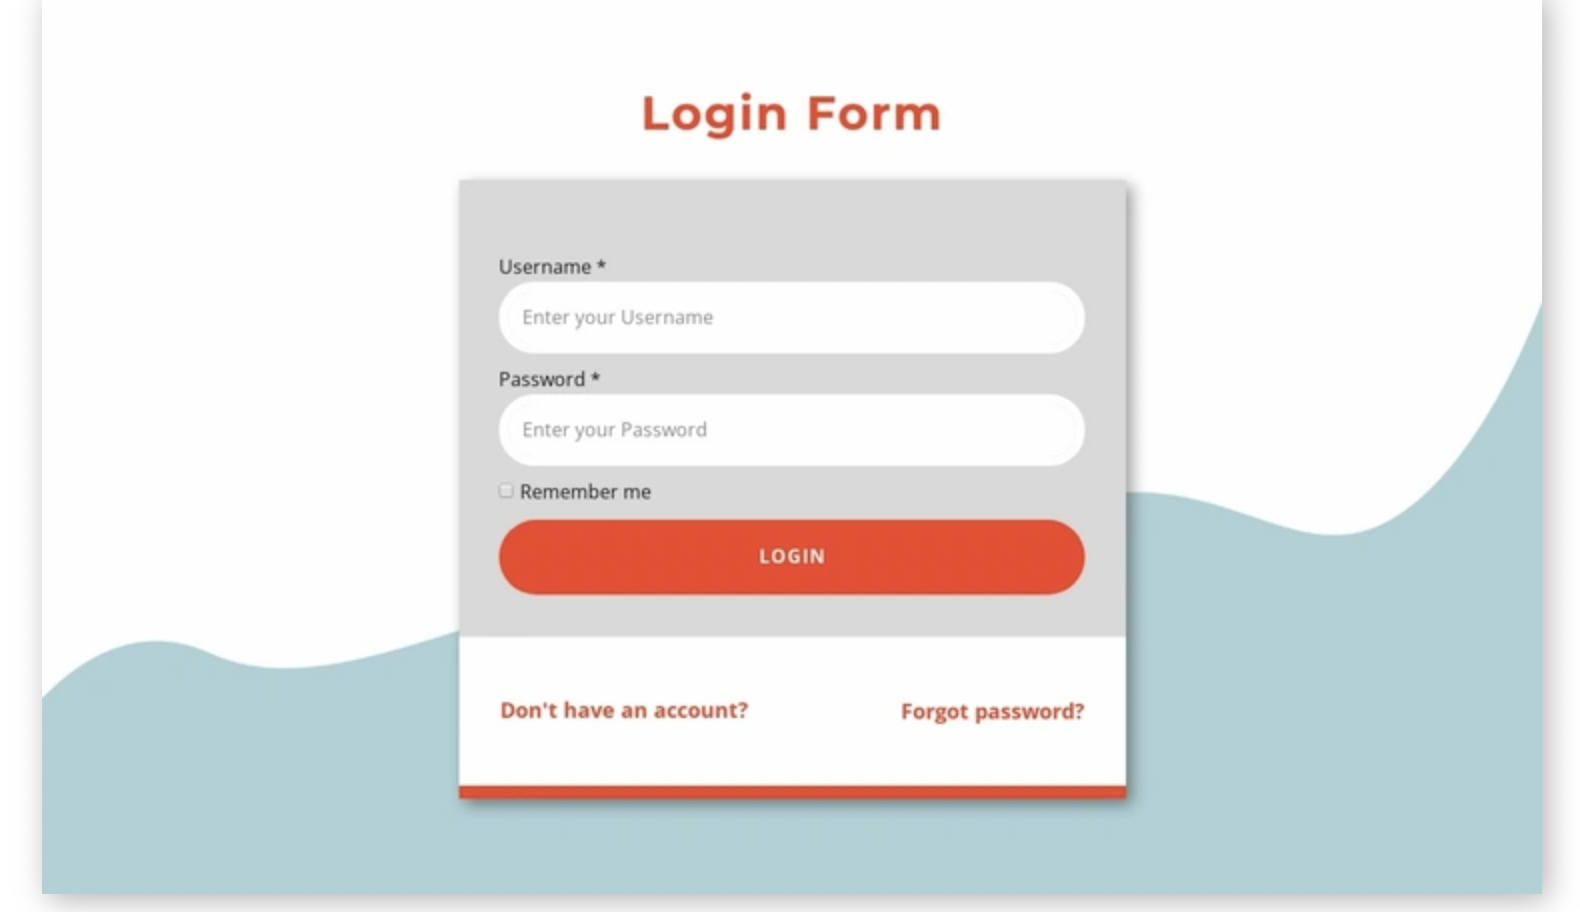 Login Form
Username *
Enter your Username
Password *
Enter your Password
Remember me
LOGIN
Don't have an account?
Forgot password?